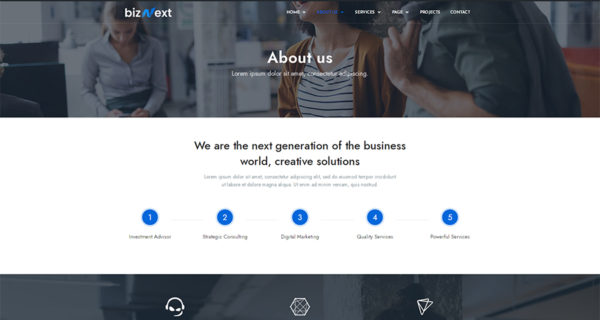 bizNext
HOME ABOUT US SERVICES PAGE PROJECTS CONTACT
About us
Lorem ipsum dolor sit amet, consectetur adipiscing.
We are the next generation of the business
world, creative solutions
Lorem ipsum dolor sit amet, consectetur adipiscing elit, sed do eiusmod tempor incididunt
ut labore et dolore magna aliqua. Ut enim ad minim veniam, quis nostrud
1 2 3 4 5
Investment Advisor Strategic Consulting Digital Marketing Quality Services Powerful Services